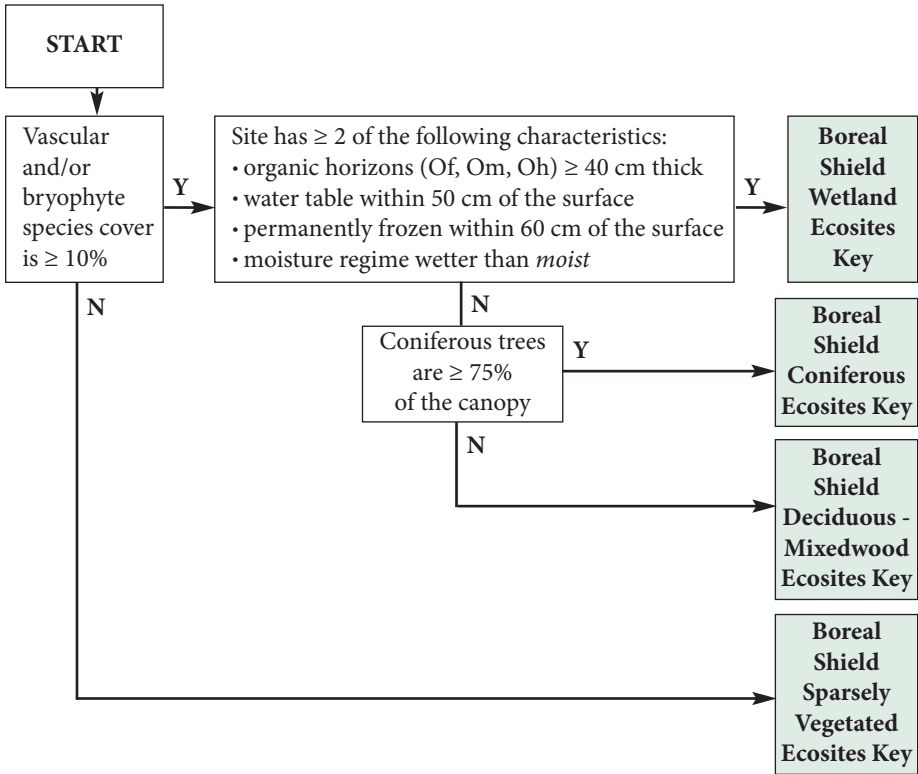 START
Vascular
and/or
bryophyte
species cover
is ≥ 10%
Y
Site has ≥ 2 of the following characteristics:
• organic horizons (Of, Om, Oh) ≥ 40 cm thick
• water table within 50 cm of the surface
• permanently frozen within 60 cm of the surface
• moisture regime wetter than moist
Y
Boreal
Shield
Wetland
Ecosites
Key
N
N
Coniferous trees
are ≥ 75%
of the canopy
Y
Boreal
Shield
Coniferous
Ecosites Key
N
Boreal
Shield
Deciduous -
Mixedwood
Ecosites Key
Boreal
Shield
Sparsely
Vegetated
Ecosites Key